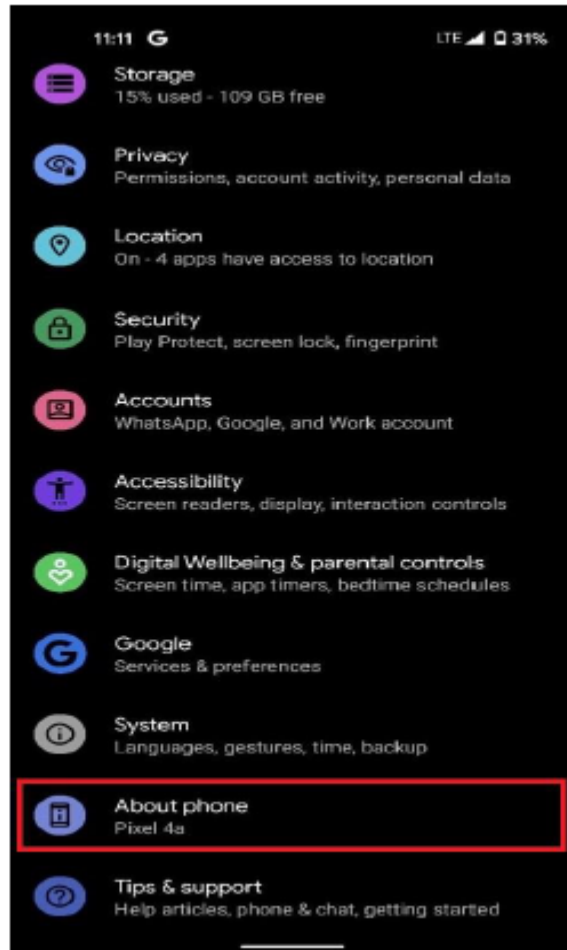 11:11 G LTE 31%
Storage
15% used - 109 GB free
Privacy
Permissions, account activity, personal data
Location
On - 4 apps have access to location
Security
Play Protect, screen lock, fingerprint
Accounts
WhatsApp, Google, and Work account
Accessibility
Screen readers, display, interaction controls
Digital Wellbeing & parental controls
Screen time, app timers, bedtime schedules
G Google
Services & preferences
System
Languages, gestures, time, backup
About phone
Pixel 4a
Tips & support
Help articles, phone & chat, getting started